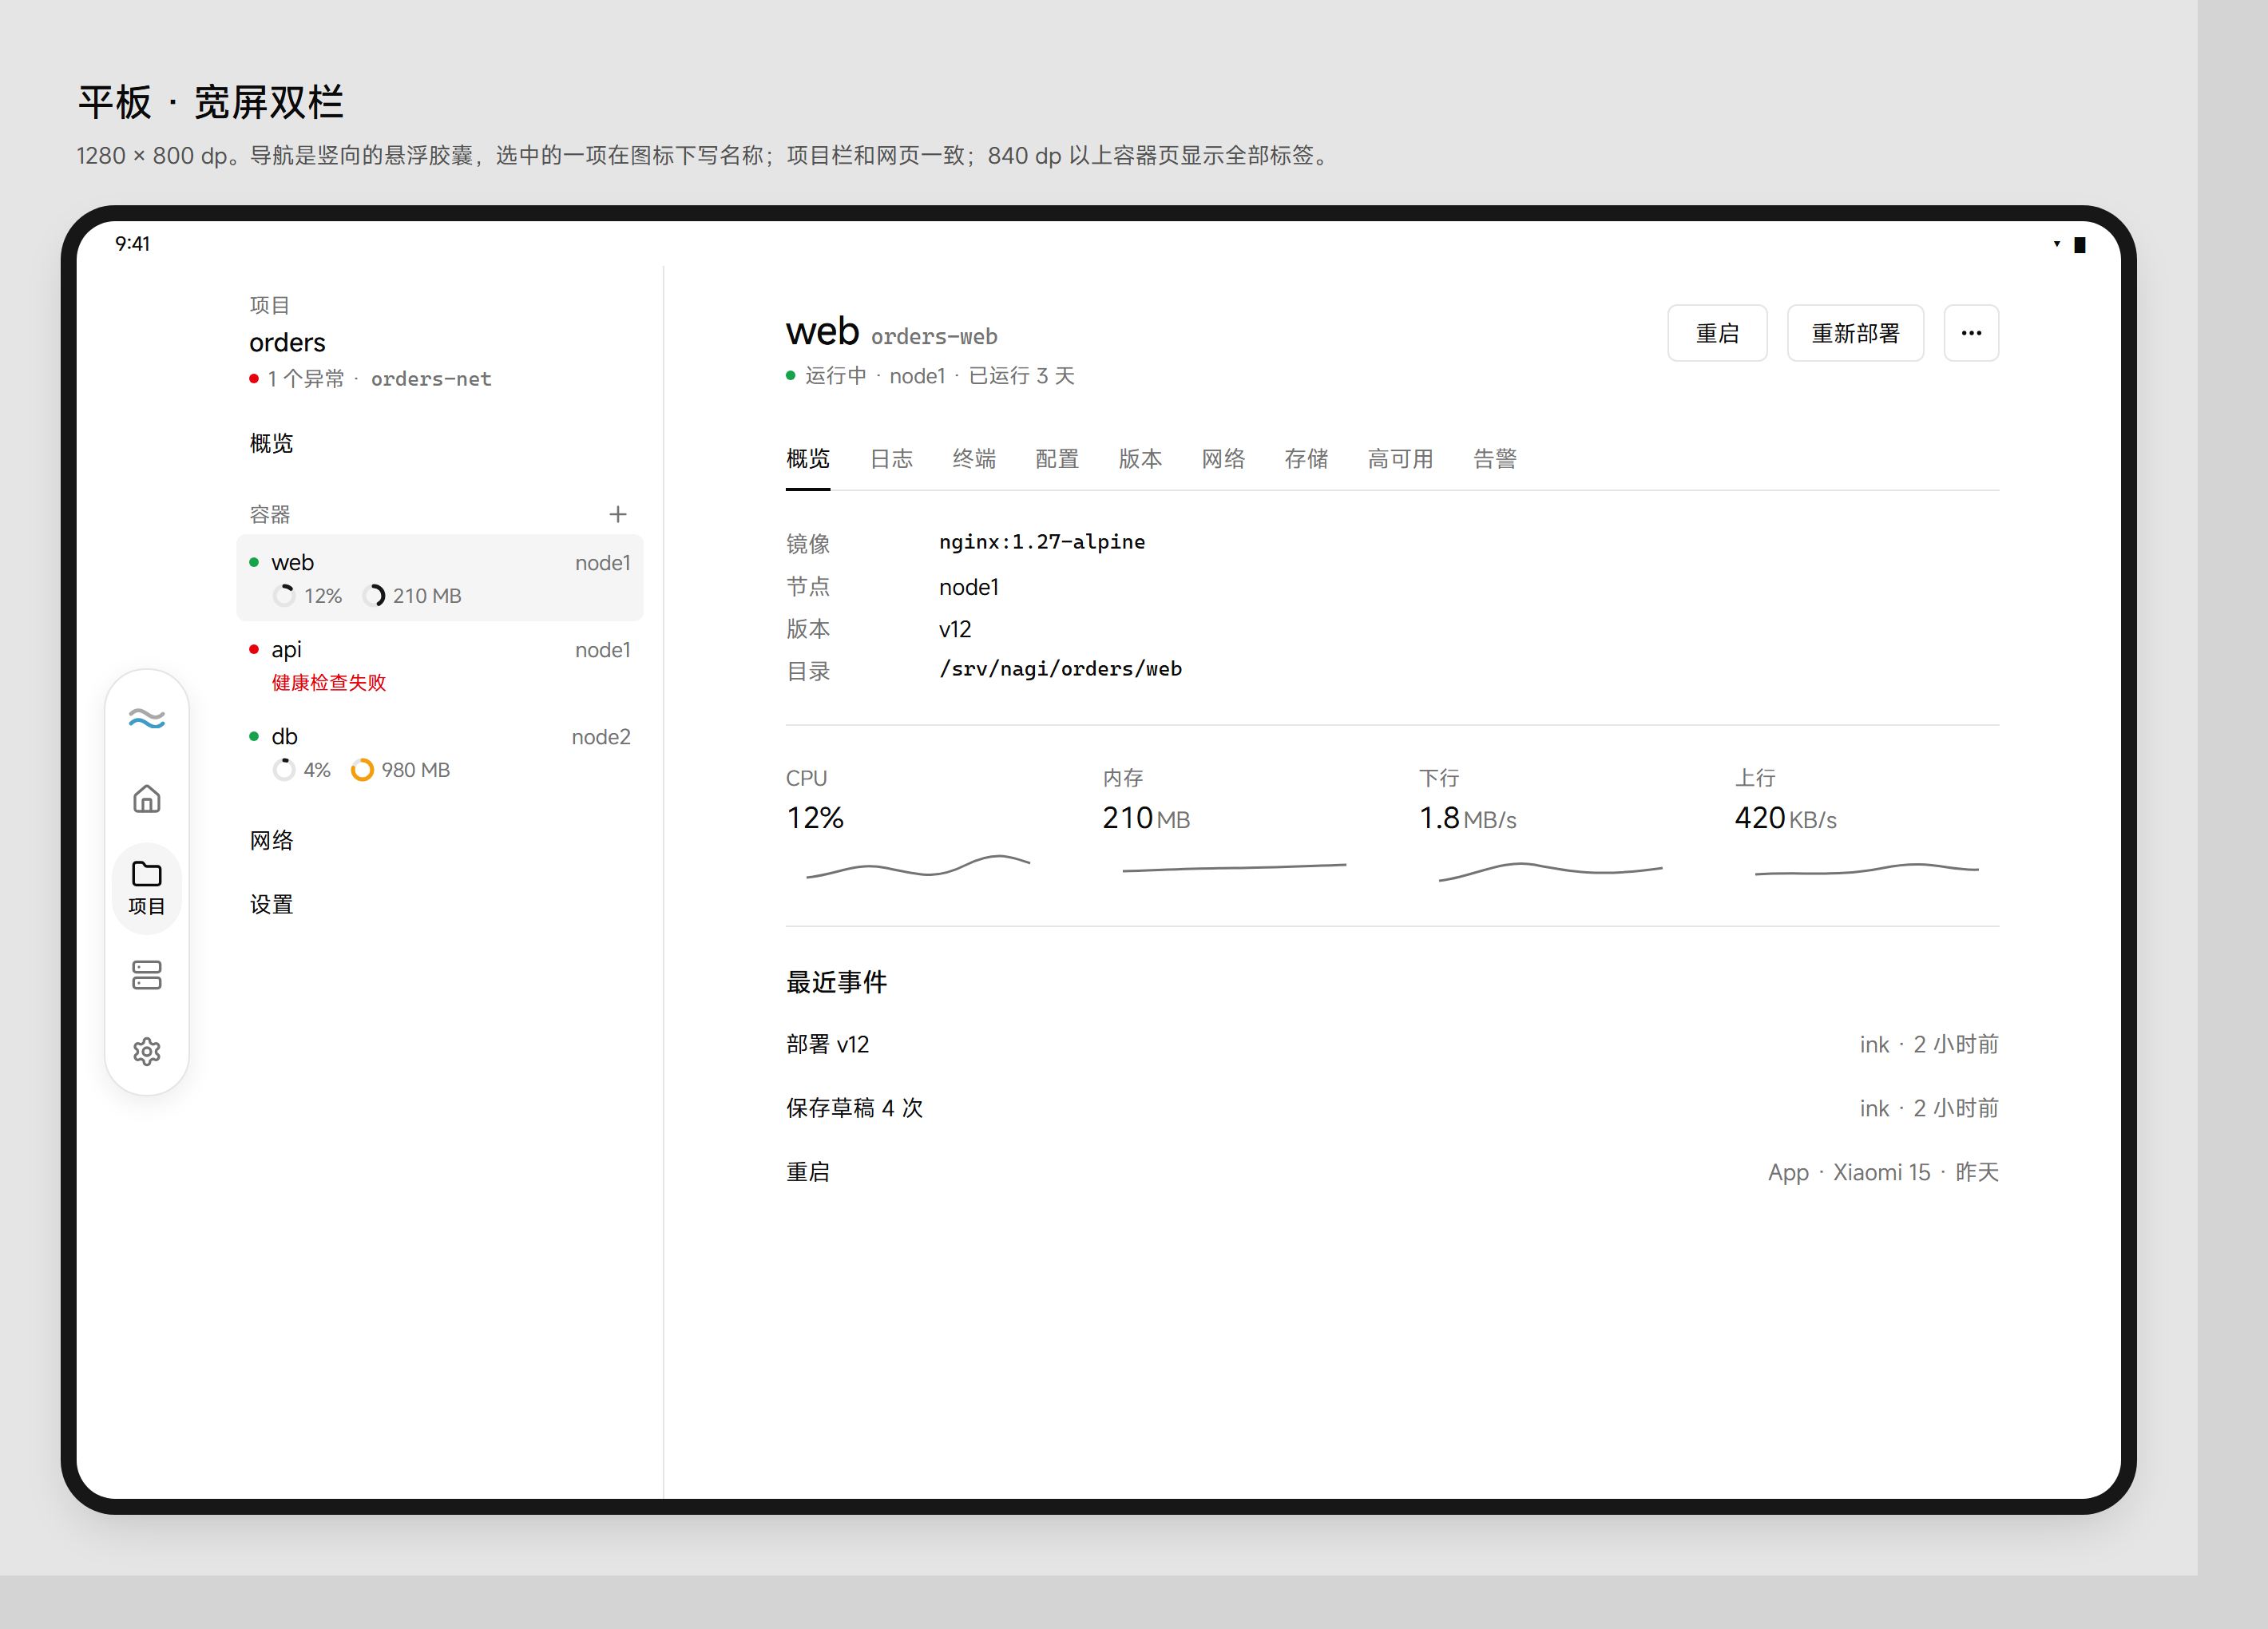 平板 · 宽屏双栏
1280 × 800 dp。导航是竖向的悬浮胶囊，选中的一项在图标下写名称；项目栏和网页一致；840 dp 以上容器页显示全部标签。
9:41
项目
orders
1 个异常 · orders-net
概览
容器
web node1
12% 210 MB
api node1
健康检查失败
db node2
4% 980 MB
网络
设置
项目
web orders-web
运行中 · node1 · 已运行 3 天
重启 重新部署
概览 日志 终端 配置 版本 网络 存储 高可用 告警
镜像 nginx:1.27-alpine
节点 node1
版本 v12
目录 /srv/nagi/orders/web
CPU 内存 下行 上行
12% 210 MB 1.8 MB/s 420 KB/s
最近事件
部署 v12 ink · 2 小时前
保存草稿 4 次 ink · 2 小时前
重启 App · Xiaomi 15 · 昨天